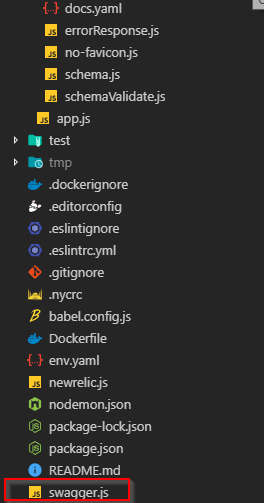 docs.yaml
errorResponse.js
no-favicon.js
schema.js
schemaValidate.js
app.js
test
tmp
.dockerignore
.editorconfig
.eslintignore
.eslintrc.yml
.gitignore
.nycrc
babel.config.js
Dockerfile
env.yaml
newrelic.js
nodemon.json
package-lock.json
package.json
README.md
swagger.js